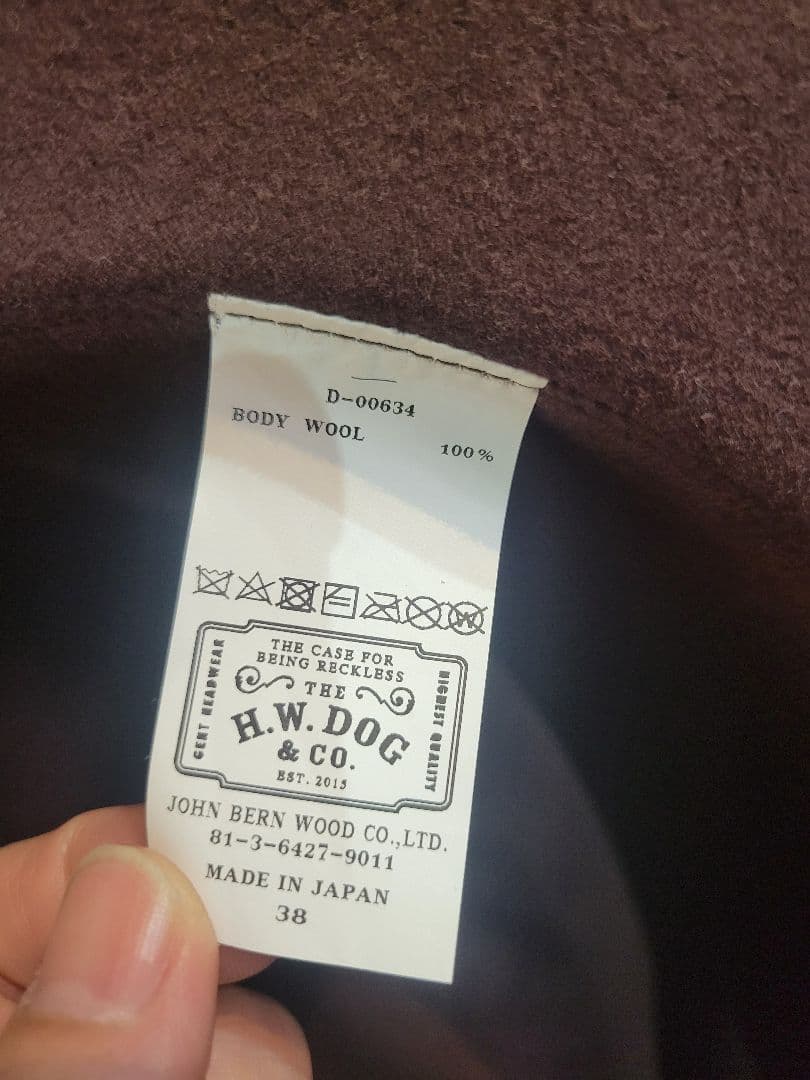 D-00634
BODY WOOL 100%
THE CASE FOR
BEING RECKLESS
THE
H.W. DOG
& CO.
EST. 2015
GENT HEADWEAR
HIGHEST QUALITY
JOHN BERN WOOD CO.,LTD.
81-3-6427-9011
MADE IN JAPAN
38